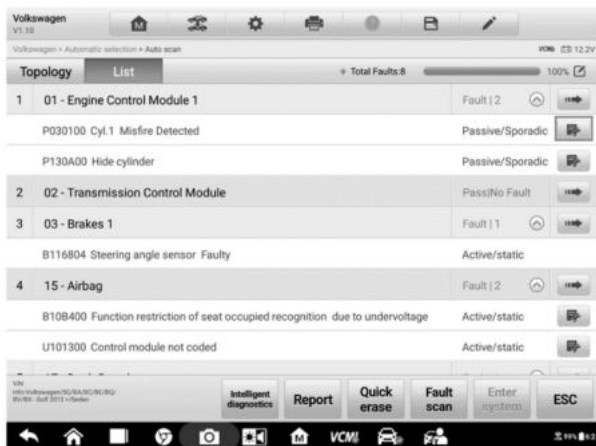 Volkswagen
V1.10
Volkswagen > Automatic selection > Auto scan
VCMI 12.2V
Topology List Total Faults:8 100%
1 01 - Engine Control Module 1 Fault | 2
P030100 Cyl.1 Misfire Detected Passive/Sporadic
P130A00 Hide cylinder Passive/Sporadic
2 02 - Transmission Control Module Pass|No Fault
3 03 - Brakes 1 Fault | 1
B116804 Steering angle sensor Faulty Active/static
4 15 - Airbag Fault | 2
B10B400 Function restriction of seat occupied recognition due to undervoltage Active/static
U101300 Control module not coded Active/static
VIN
Intelligent diagnostics Report Quick erase Fault scan Enter system ESC
VCMI